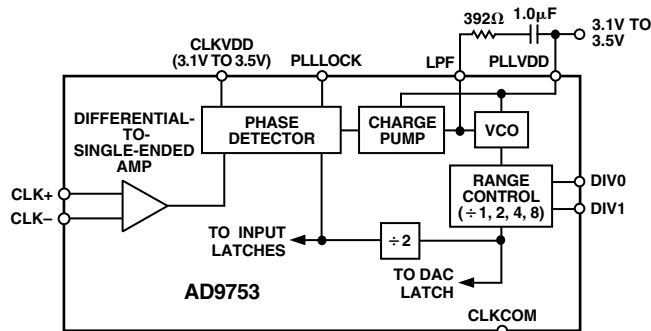 392Ω
1.0µF
3.1V TO
3.5V
CLKVDD
(3.1V TO 3.5V)
PLLLOCK
LPF
PLLVDD
DIFFERENTIAL-
TO-
SINGLE-ENDED
AMP
PHASE
DETECTOR
CHARGE
PUMP
VCO
CLK+
CLK–
RANGE
CONTROL
(÷1, 2, 4, 8)
DIV0
DIV1
TO INPUT
LATCHES
÷2
TO DAC
LATCH
AD9753
CLKCOM